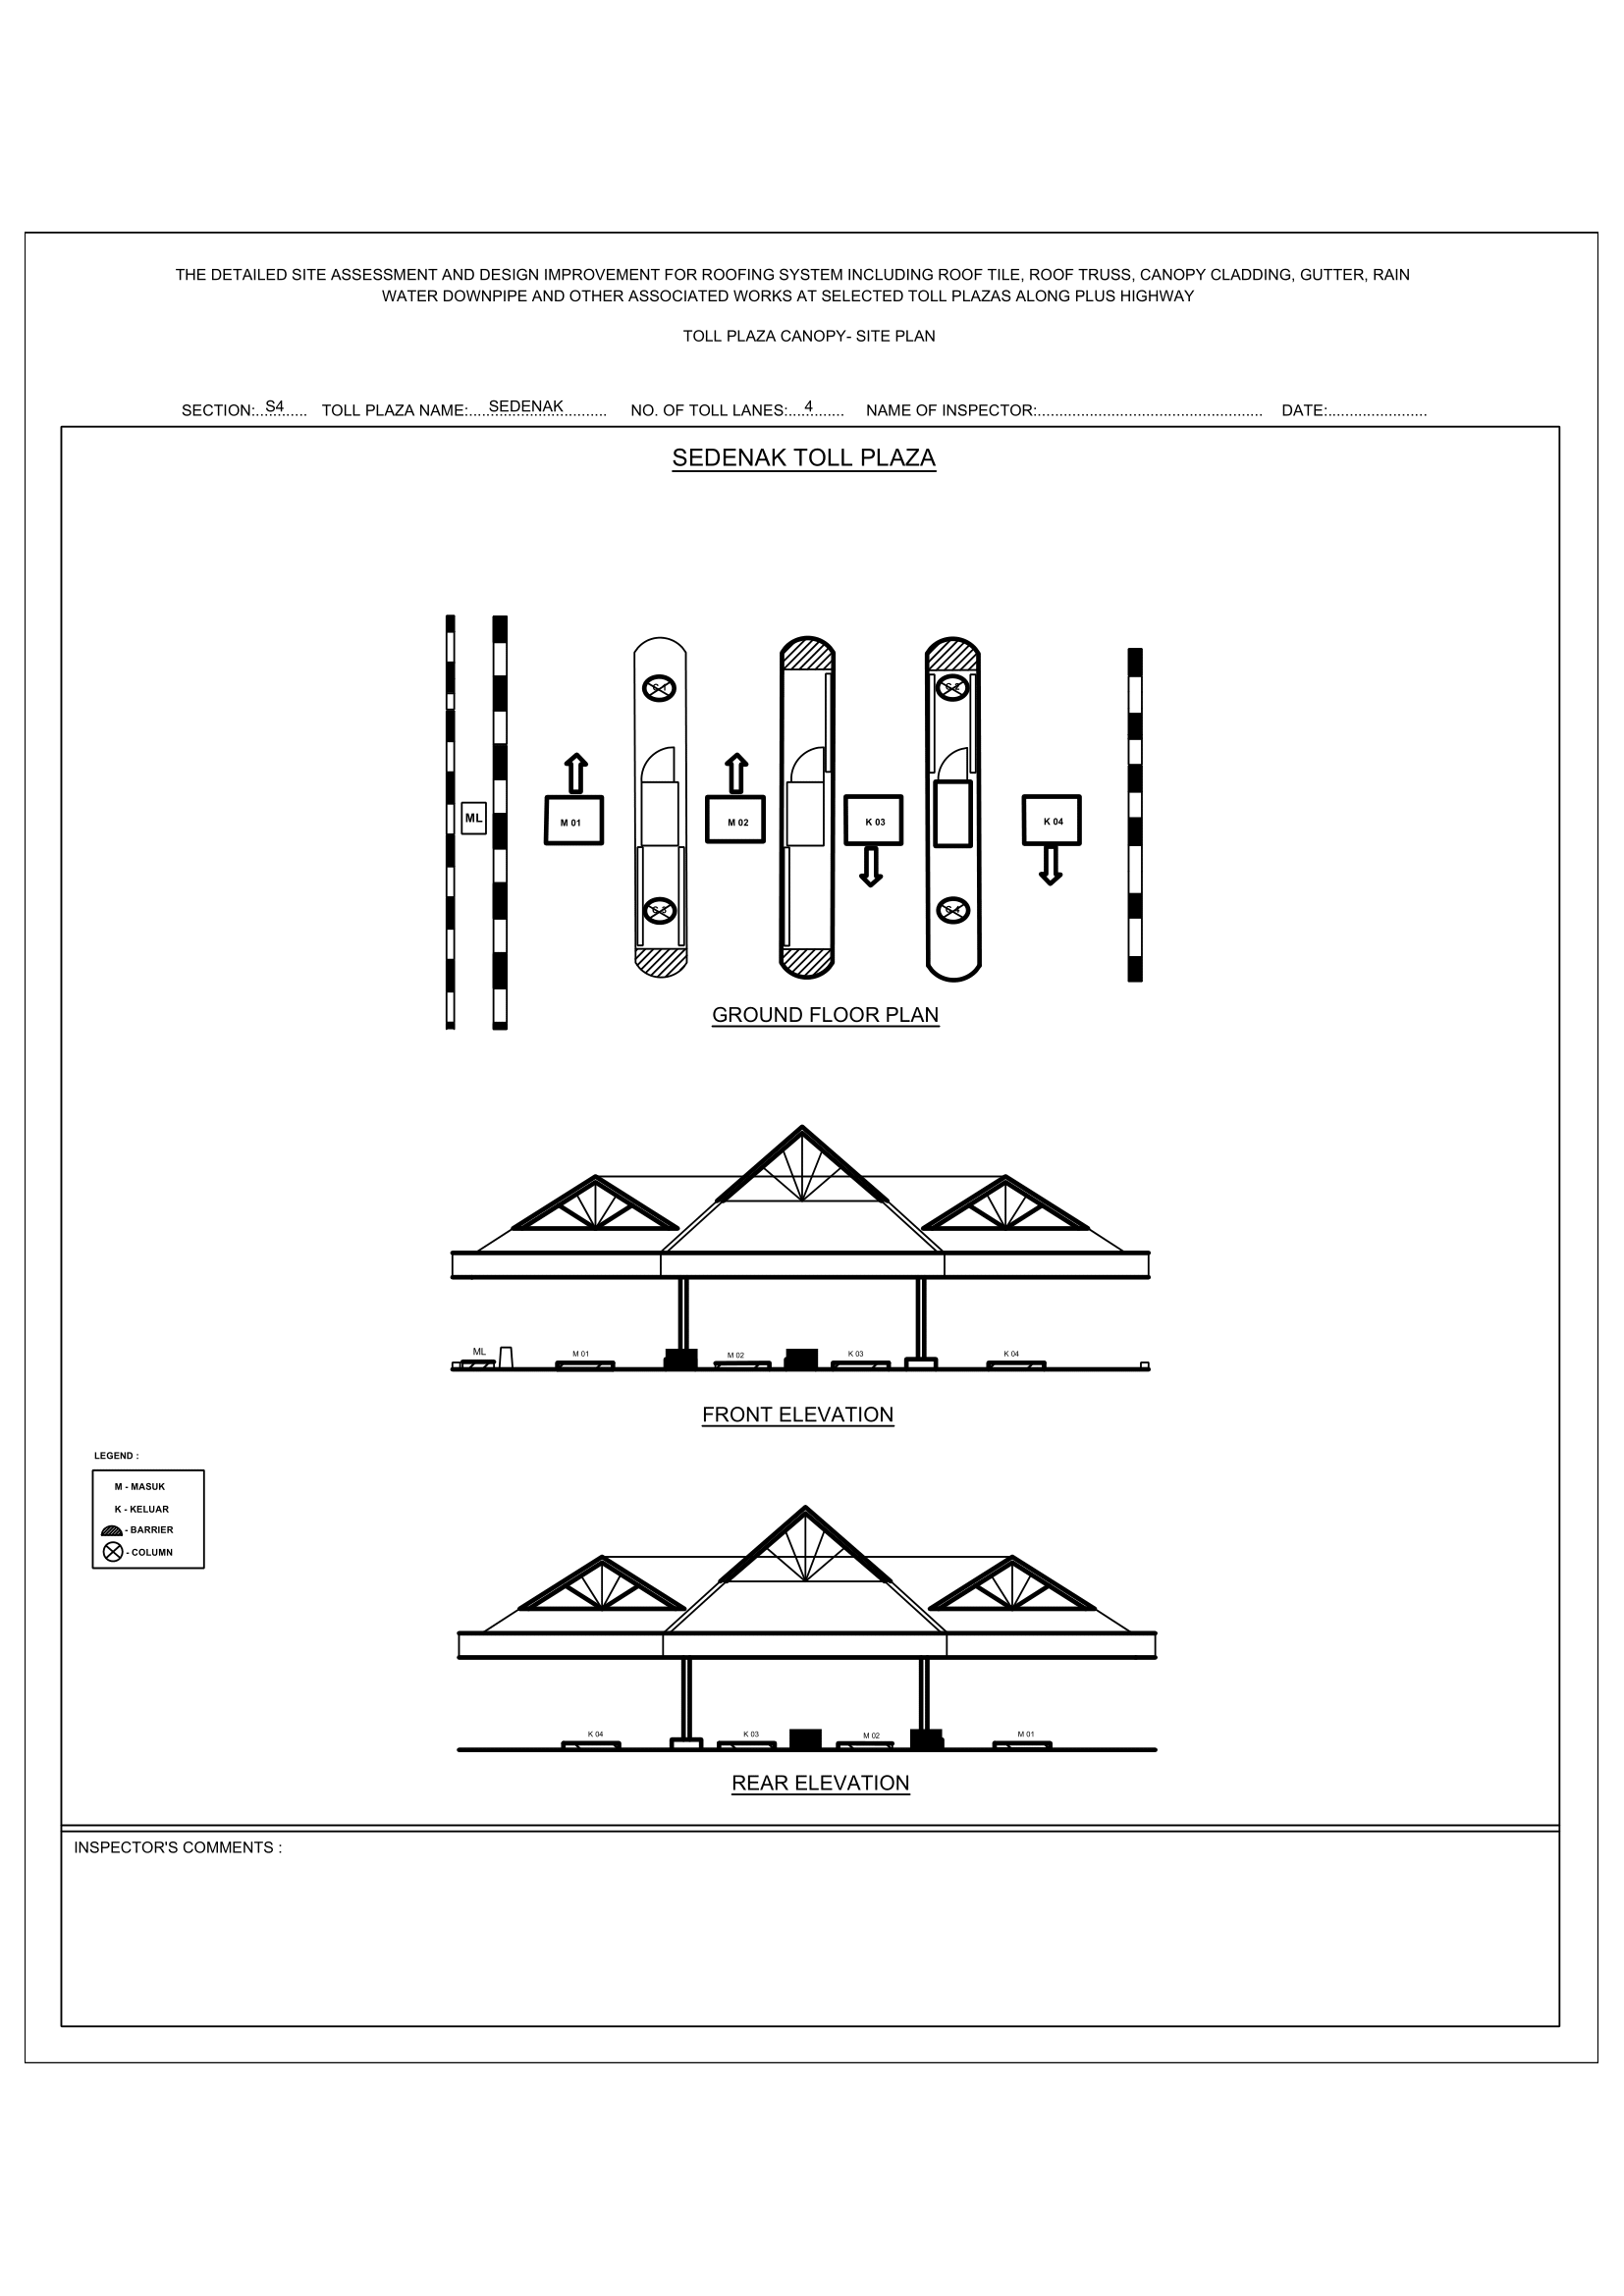 THE DETAILED SITE ASSESSMENT AND DESIGN IMPROVEMENT FOR ROOFING SYSTEM INCLUDING ROOF TILE, ROOF TRUSS, CANOPY CLADDING, GUTTER, RAIN
WATER DOWNPIPE AND OTHER ASSOCIATED WORKS AT SELECTED TOLL PLAZAS ALONG PLUS HIGHWAY
TOLL PLAZA CANOPY- SITE PLAN
SECTION: S4 TOLL PLAZA NAME: SEDENAK NO. OF TOLL LANES: 4 NAME OF INSPECTOR: DATE:
SEDENAK TOLL PLAZA
C-1 C-2
ML M 01 M 02 K 03 K 04
C-3 C-4
GROUND FLOOR PLAN
ML M 01 M 02 K 03 K 04
FRONT ELEVATION
LEGEND :
M - MASUK
K - KELUAR
- BARRIER
- COLUMN
K 04 K 03 M 02 M 01
REAR ELEVATION
INSPECTOR'S COMMENTS :